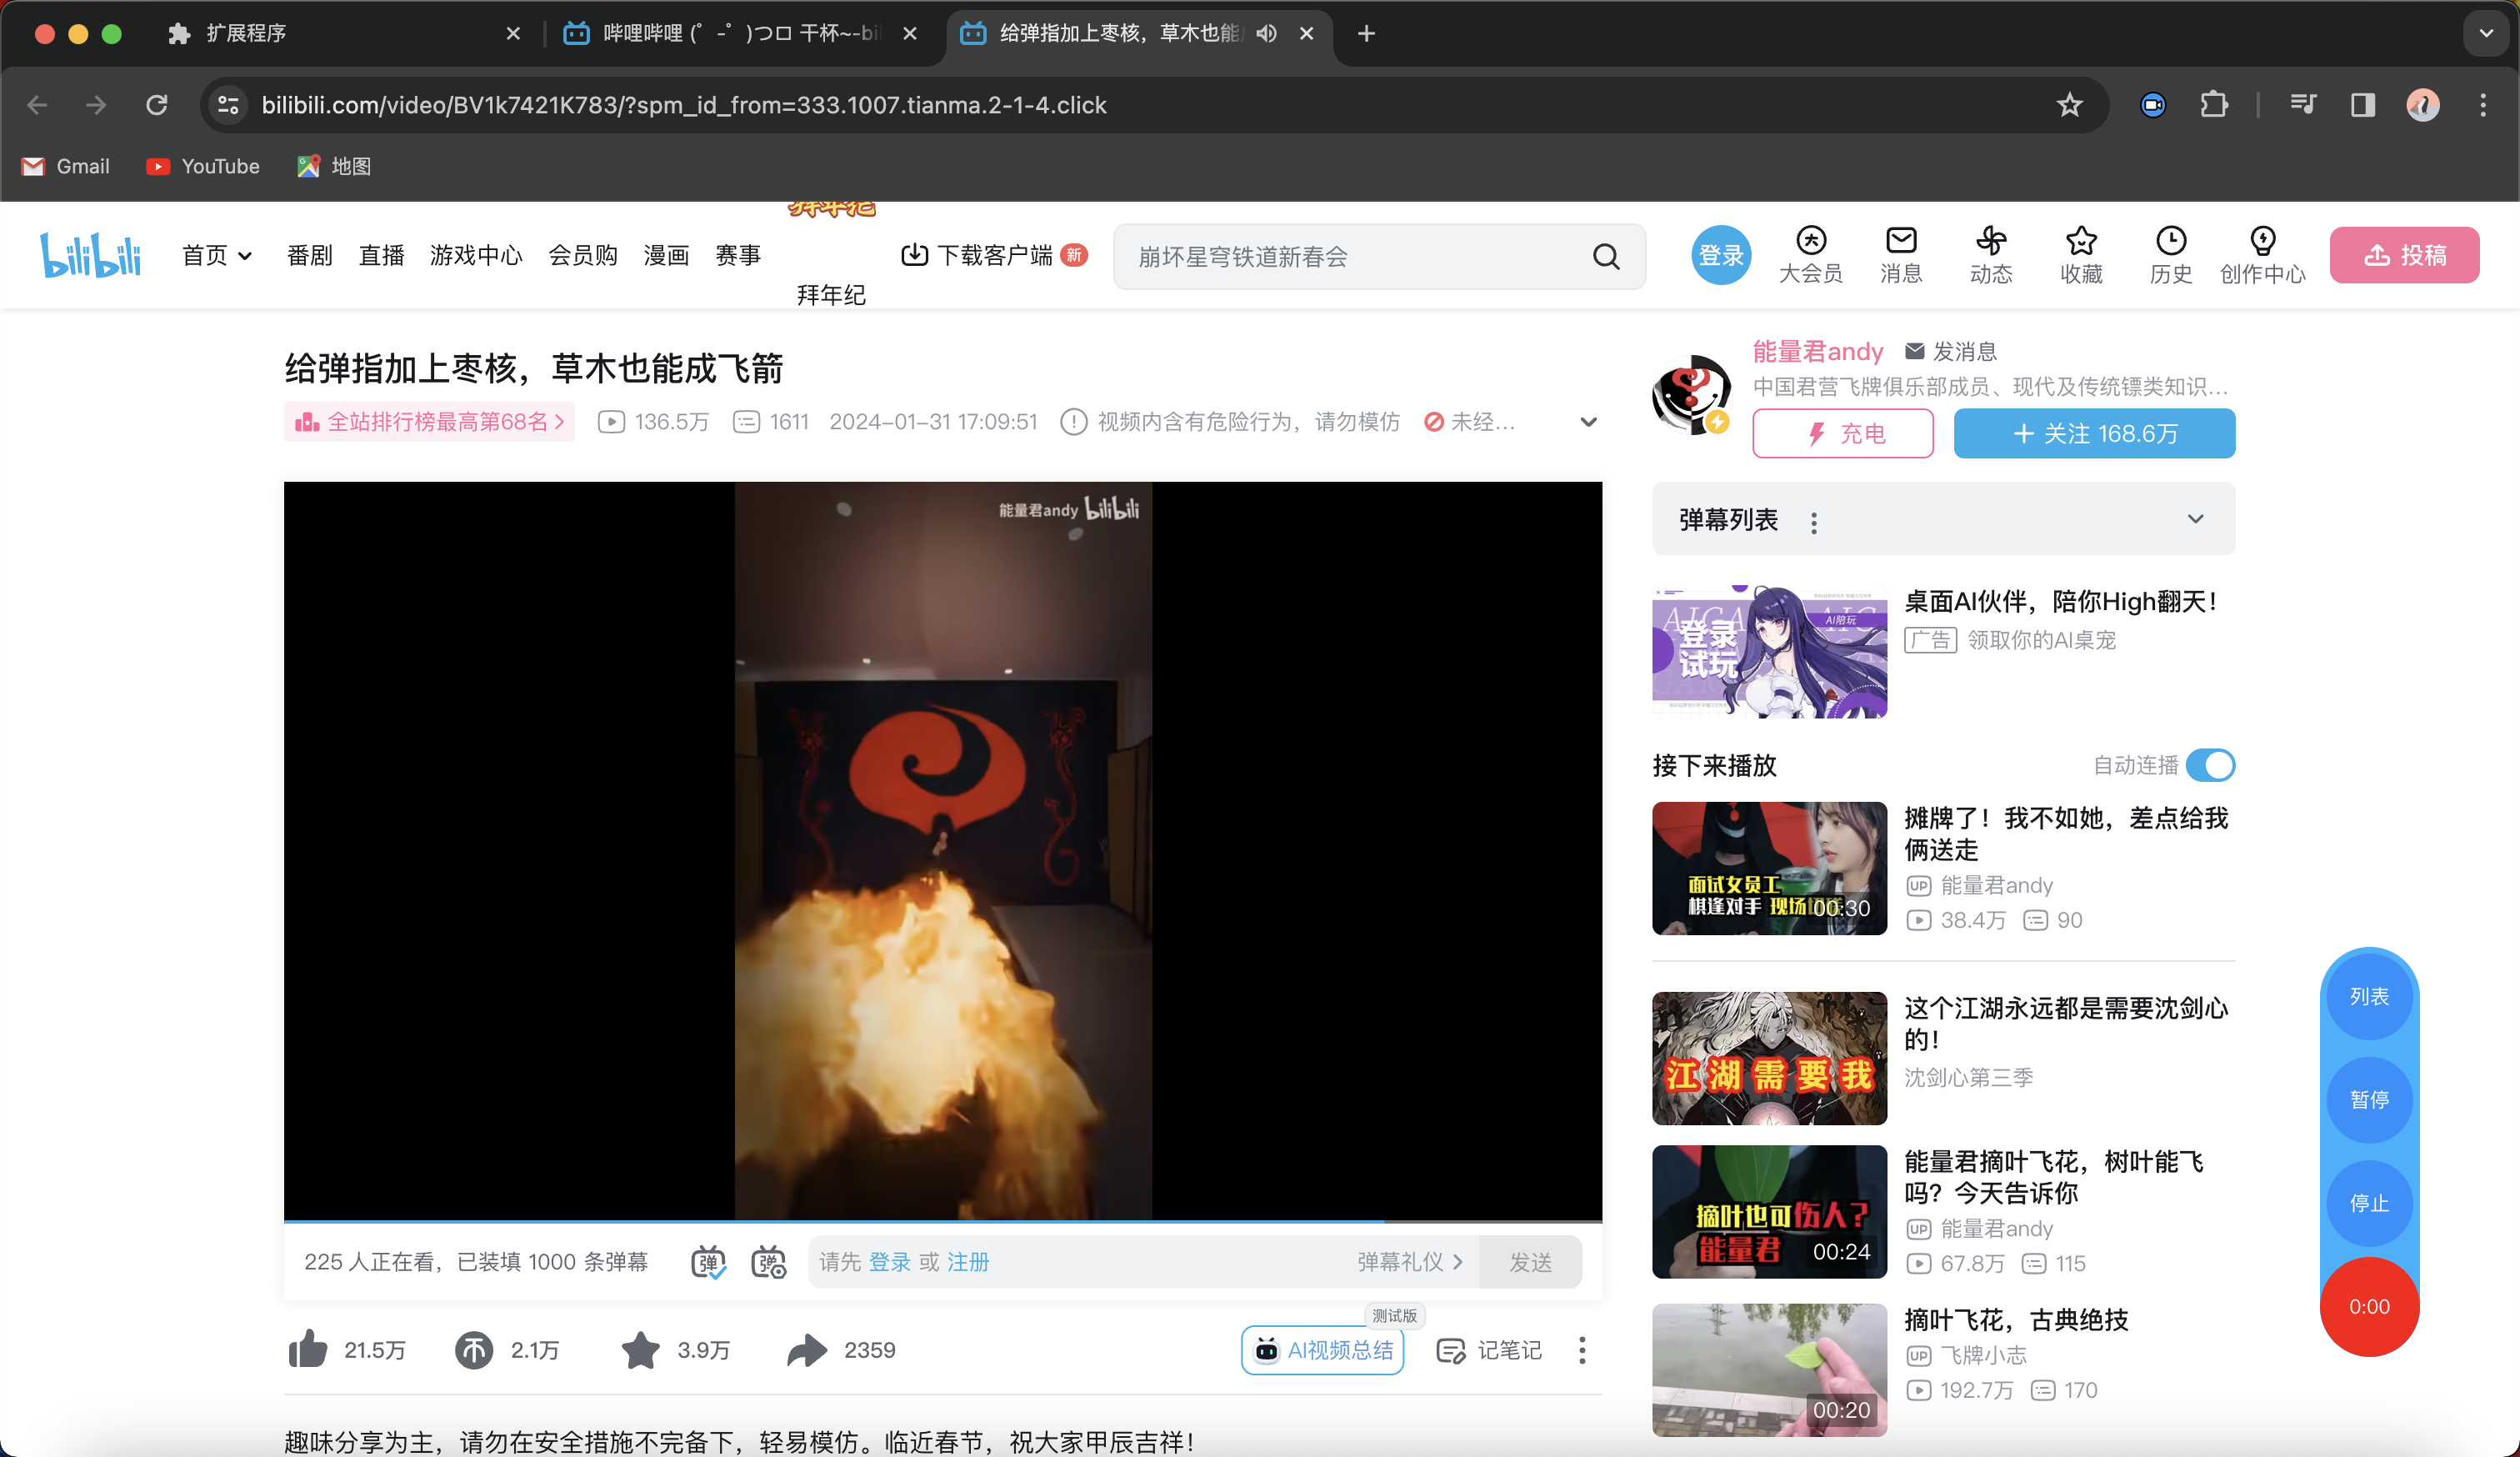 扩展程序
哔哩哔哩 (゜-゜)つロ 干杯~-bi
给弹指加上枣核，草木也能
bilibili.com/video/BV1k7421K783/?spm_id_from=333.1007.tianma.2-1-4.click
Gmail
YouTube
地图
bilibili
首页
番剧
直播
游戏中心
会员购
漫画
赛事
拜年纪
拜年纪
下载客户端
新
崩坏星穹铁道新春会
登录
大会员
消息
动态
收藏
历史
创作中心
投稿
给弹指加上枣核，草木也能成飞箭
全站排行榜最高第68名
136.5万
1611
2024-01-31 17:09:51
视频内含有危险行为，请勿模仿
未经...
能量君andy
发消息
中国君营飞牌俱乐部成员、现代及传统镖类知识...
充电
+ 关注 168.6万
能量君andy bilibili
弹幕列表
登录
试玩
AI陪玩
桌面AI伙伴，陪你High翻天！
广告
领取你的AI桌宠
接下来播放
自动连播
面试女员工
棋逢对手 现场
00:30
摊牌了！我不如她，差点给我
俩送走
UP 能量君andy
38.4万
90
江湖需要我
这个江湖永远都是需要沈剑心
的！
沈剑心第三季
摘叶也可伤人？
能量君
00:24
能量君摘叶飞花，树叶能飞
吗？今天告诉你
UP 能量君andy
67.8万
115
00:20
摘叶飞花，古典绝技
UP 飞牌小志
192.7万
170
225 人正在看，已装填 1000 条弹幕
弹
弹
请先 登录 或 注册
弹幕礼仪
发送
21.5万
2.1万
3.9万
2359
测试版
AI视频总结
记笔记
趣味分享为主，请勿在安全措施不完备下，轻易模仿。临近春节，祝大家甲辰吉祥！
列表
暂停
停止
0:00